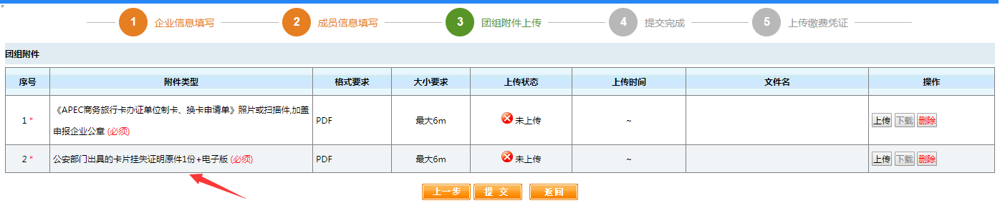 1 企业信息填写 2 成员信息填写 3 团组附件上传 4 提交完成 5 上传缴费凭证
团组附件
序号 附件类型 格式要求 大小要求 上传状态 上传时间 文件名 操作
1 * 《APEC商务旅行卡办证单位制卡、换卡申请单》照片或扫描件,加盖
申报企业公章 (必须) PDF 最大6m 未上传 ~ 上传 下载 删除
2 * 公安部门出具的卡片挂失证明原件1份+电子版 (必须) PDF 最大6m 未上传 ~ 上传 下载 删除
上一步 提 交 返回